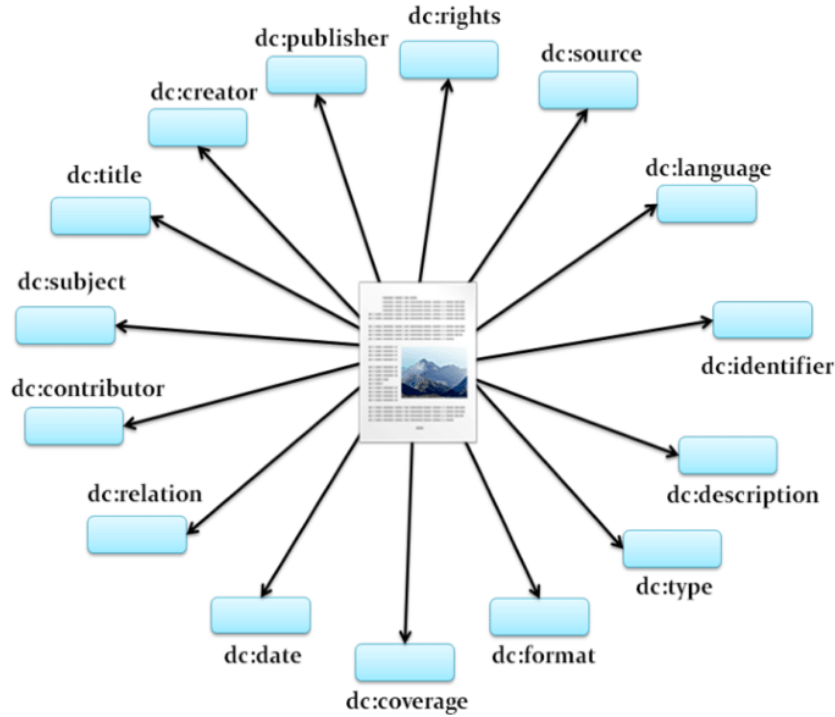 dc:rights
dc:publisher
dc:source
dc:creator
dc:language
dc:title
dc:subject
dc:identifier
dc:contributor
dc:relation
dc:description
dc:type
dc:date
dc:format
dc:coverage